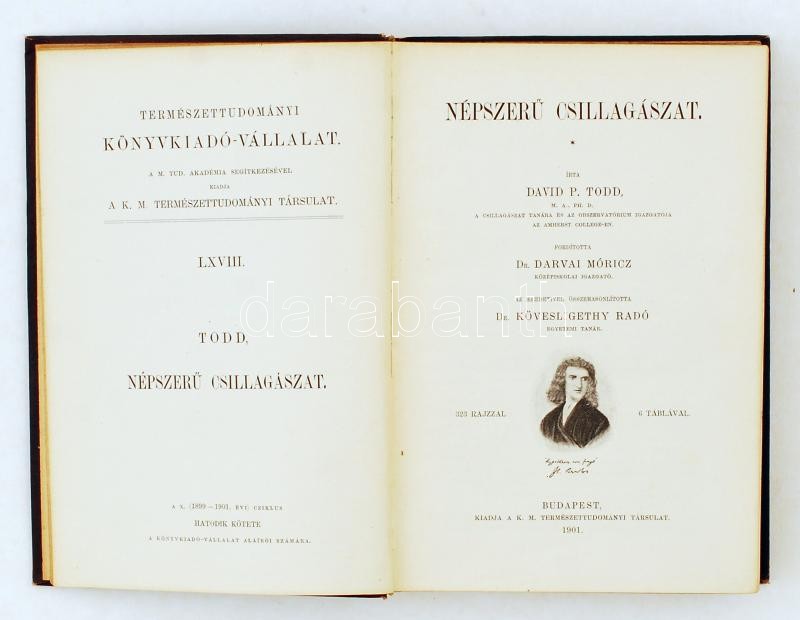 TERMÉSZETTUDOMÁNYI
KÖNYVKIADÓ-VÁLLALAT.
A M. TUD. AKADÉMIA SEGÍTKEZÉSÉVEL
KIADJA
A K. M. TERMÉSZETTUDOMÁNYI TÁRSULAT.
LXVIII.
TODD,
NÉPSZERŰ CSILLAGÁSZAT.
A X. (1899–1901. ÉVI) CZIKLUS
HATODIK KÖTETE
A KÖNYVKIADÓ-VÁLLALAT ALÁÍRÓI SZÁMÁRA.
NÉPSZERŰ CSILLAGÁSZAT.
*
ÍRTA
DAVID P. TODD,
M. A., PH. D.
A CSILLAGÁSZAT TANÁRA ÉS AZ OBSZERVATÓRIUM IGAZGATÓJA
AZ AMHERST COLLEGE-EN.
FORDÍTOTTA
DR. DARVAI MÓRICZ
KÖZÉPISKOLAI IGAZGATÓ.
AZ EREDETIVEL ÖSSZEHASONLÍTOTTA
DR. KÖVESLIGETHY RADÓ
EGYETEMI TANÁR.
323 RAJZZAL 6 TÁBLÁVAL.
BUDAPEST,
KIADJA A K. M. TERMÉSZETTUDOMÁNYI TÁRSULAT.
1901.
darabanth